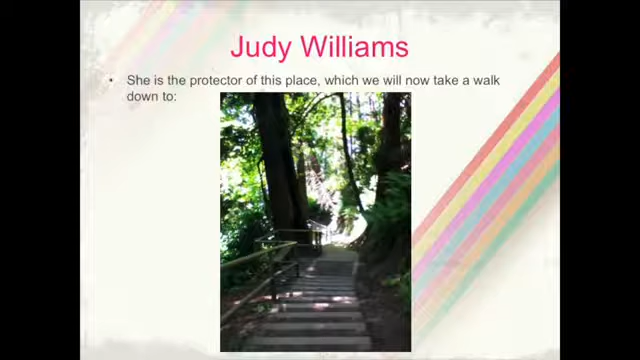 Judy Williams
• She is the protector of this place, which we will now take a walk
down to: